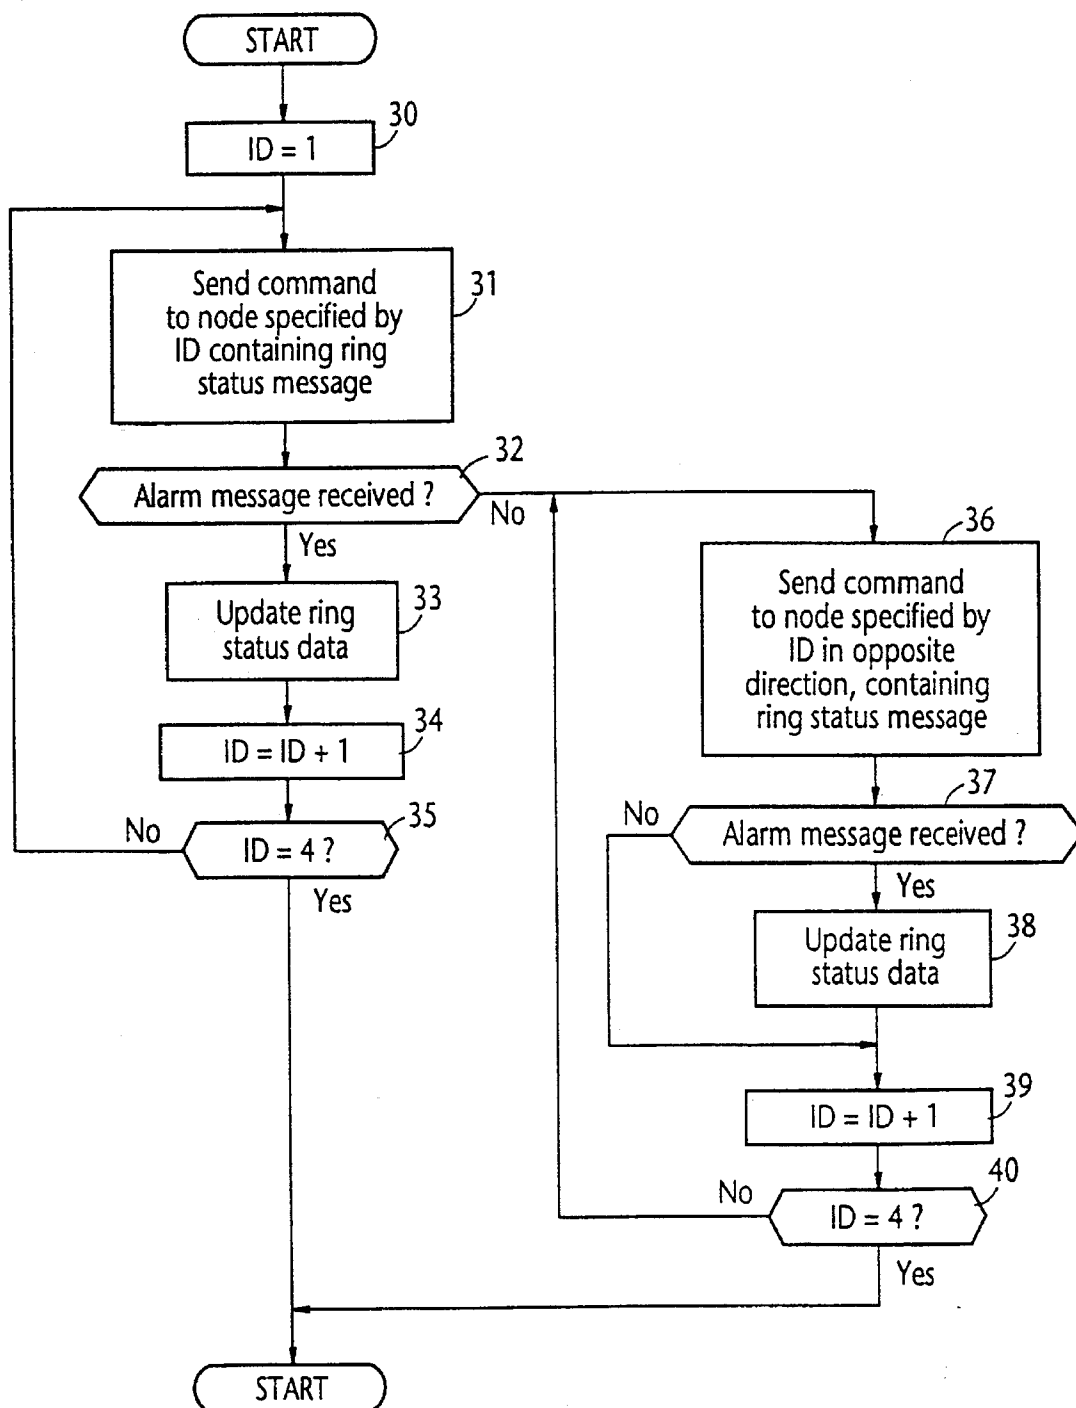 START
30
ID = 1
31
Send command
to node specified by
ID containing ring
status message
32
Alarm message received ?
No
Yes
33
Update ring
status data
34
ID = ID + 1
35
No
ID = 4 ?
Yes
36
Send command
to node specified by
ID in opposite
direction, containing
ring status message
37
No
Alarm message received ?
Yes
38
Update ring
status data
39
ID = ID + 1
40
No
ID = 4 ?
Yes
START